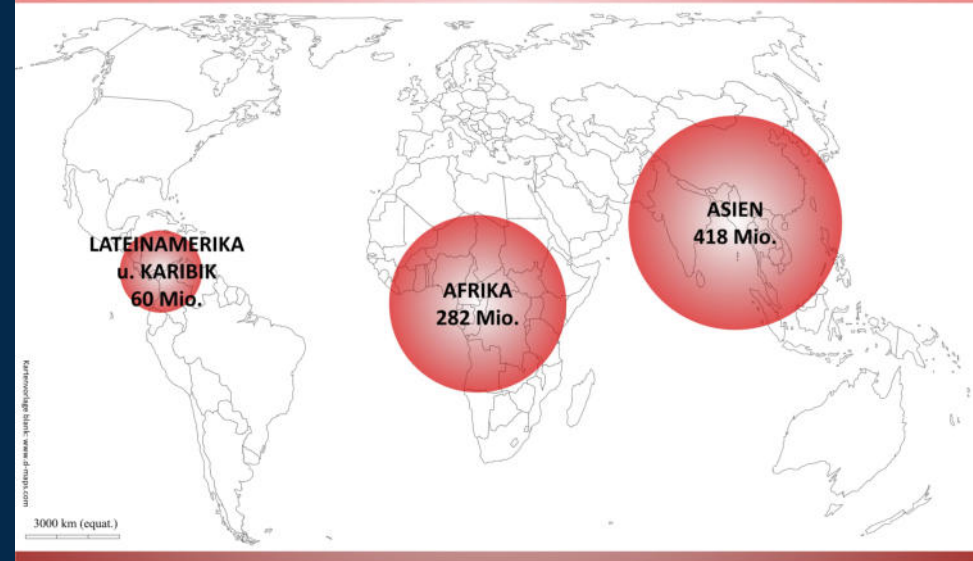 LATEINAMERIKA
u. KARIBIK
60 Mio.
AFRIKA
282 Mio.
ASIEN
418 Mio.
Kartenvorlage blank: www.d-maps.com
3000 km (equat.)